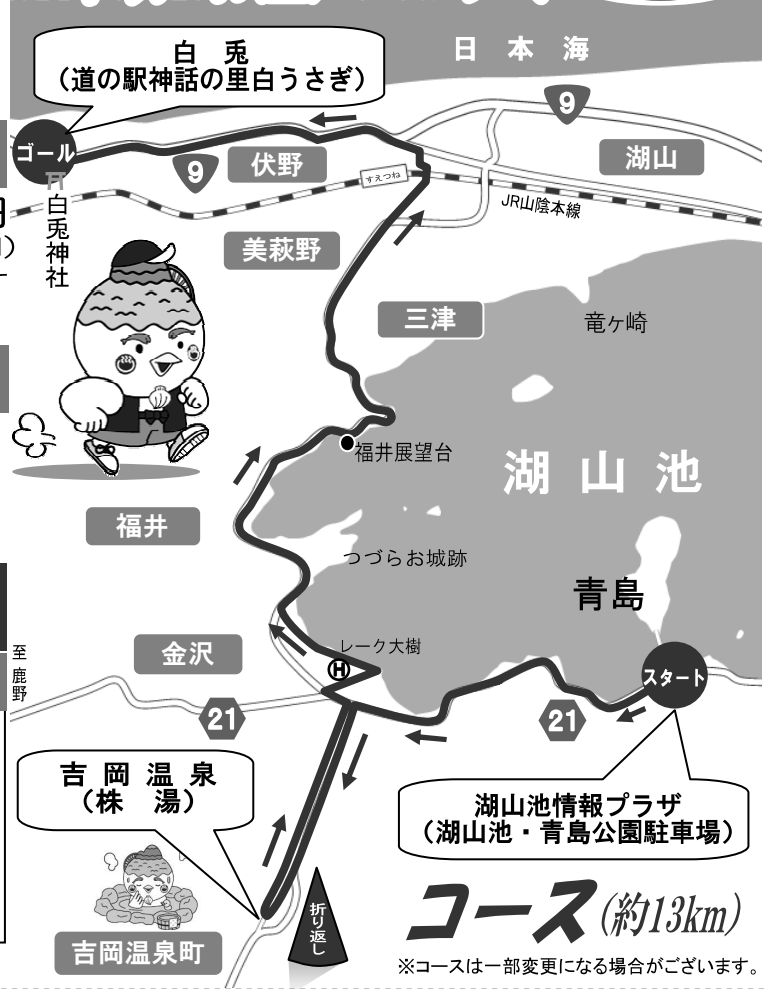 日本海
白兎
（道の駅神話の里白うさぎ）
9
ゴール
9
伏野
湖山
すえつね
JR山陰本線
白兎神社
美萩野
三津
竜ケ崎
福井展望台
湖山池
福井
つづらお城跡
青島
金沢
レーク大樹
H
至鹿野
スタート
21
21
吉岡温泉
（株湯）
湖山池情報プラザ
（湖山池・青島公園駐車場）
折り返し
吉岡温泉町
コース(約13km)
※コースは一部変更になる場合がございます。